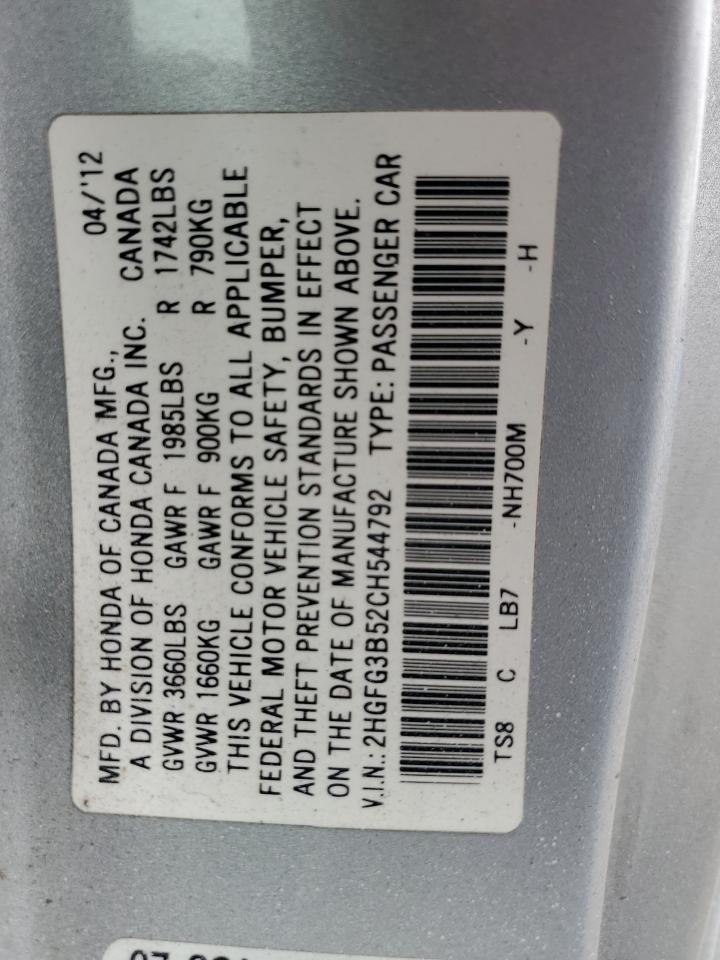 MFD. BY HONDA OF CANADA MFG., 04/'12
A DIVISION OF HONDA CANADA INC. CANADA
GVWR 3660LBS GAWR F 1985LBS R 1742LBS
GVWR 1660KG GAWR F 900KG R 790KG
THIS VEHICLE CONFORMS TO ALL APPLICABLE
FEDERAL MOTOR VEHICLE SAFETY, BUMPER,
AND THEFT PREVENTION STANDARDS IN EFFECT
ON THE DATE OF MANUFACTURE SHOWN ABOVE.
V.I.N.: 2HGFG3B52CH544792 TYPE: PASSENGER CAR
TS8 C LB7 -NH700M -Y -H